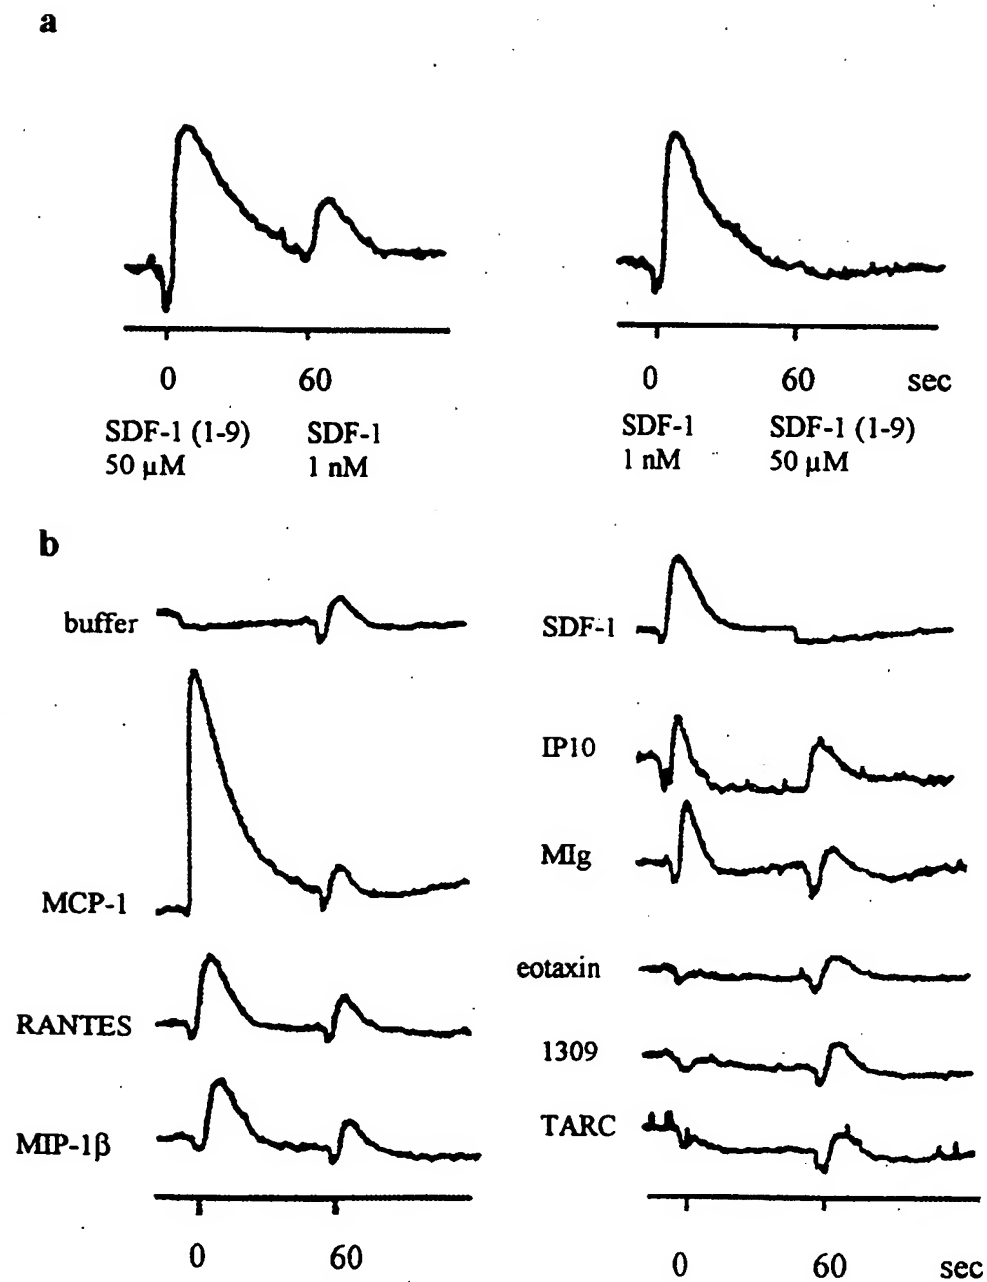 a
0 60
SDF-1 (1-9) SDF-1
50 µM 1 nM
0 60 sec
SDF-1 SDF-1 (1-9)
1 nM 50 µM
b
buffer
MCP-1
RANTES
MIP-1β
0 60
SDF-1
IP10
MIg
eotaxin
1309
TARC
0 60 sec